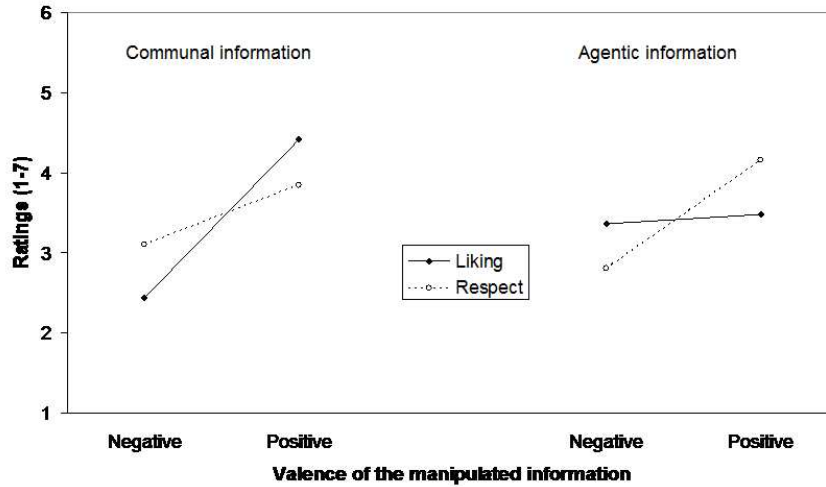 6
Communal information
Agentic information
5
4
3
2
1
Ratings (1-7)
Liking
Respect
Negative
Positive
Negative
Positive
Valence of the manipulated information